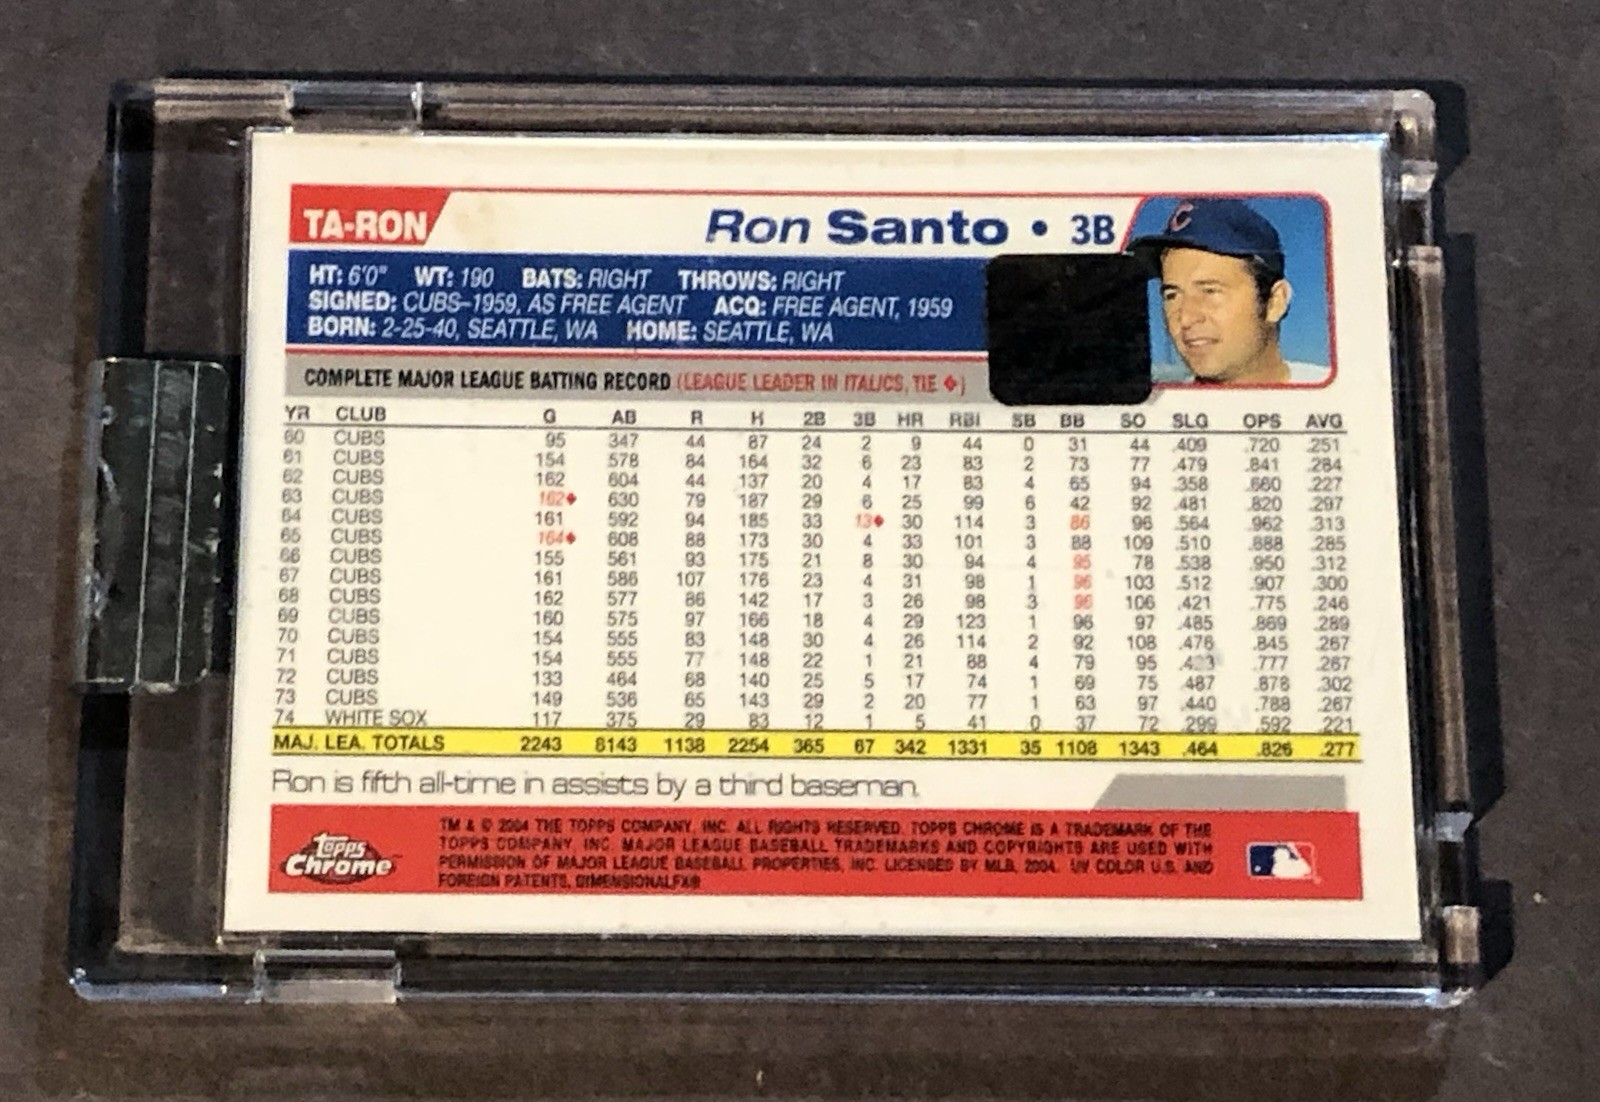 TA-RON
Ron Santo • 3B
C
HT: 6'0" WT: 190 BATS: RIGHT THROWS: RIGHT
SIGNED: CUBS-1959, AS FREE AGENT ACQ: FREE AGENT, 1959
BORN: 2-25-40, SEATTLE, WA HOME: SEATTLE, WA
COMPLETE MAJOR LEAGUE BATTING RECORD (LEAGUE LEADER IN ITALICS, TIE ♦)
YR CLUB G AB R H 2B 3B HR RBI SB BB SO SLG OPS AVG
60 CUBS 95 347 44 87 24 2 9 44 0 31 44 .409 .720 .251
61 CUBS 154 578 84 164 32 6 23 83 2 73 77 .479 .841 .284
62 CUBS 162 604 44 137 20 4 17 83 4 65 94 .358 .660 .227
63 CUBS 162♦ 630 79 187 29 6 25 99 6 42 92 .481 .820 .297
64 CUBS 161 592 94 185 33 13♦ 30 114 3 86 96 .564 .962 .313
65 CUBS 164♦ 608 88 173 30 4 33 101 3 88 109 .510 .888 .285
66 CUBS 155 561 93 175 21 8 30 94 4 95 78 .538 .950 .312
67 CUBS 161 586 107 176 23 4 31 98 1 96 103 .512 .907 .300
68 CUBS 162 577 86 142 17 3 26 98 3 96 106 .421 .775 .246
69 CUBS 160 575 97 166 18 4 29 123 1 96 97 .485 .869 .289
70 CUBS 154 555 83 148 30 4 26 114 2 92 108 .476 .845 .267
71 CUBS 154 555 77 148 22 1 21 88 4 79 95 .777 .267
72 CUBS 133 464 68 140 25 5 17 74 1 69 75 .487 .878 .302
73 CUBS 149 536 65 143 29 2 20 77 1 63 97 .440 .788 .267
74 WHITE SOX 117 375 29 83 12 1 5 41 0 37 72 .299 .592 .221
MAJ. LEA. TOTALS 2243 8143 1138 2254 365 67 342 1331 35 1108 1343 .464 .826 .277
Ron is fifth all-time in assists by a third baseman.
Topps Chrome™
TM & © 2004 THE TOPPS COMPANY, INC. ALL RIGHTS RESERVED. TOPPS CHROME IS A TRADEMARK OF THE
TOPPS COMPANY, INC. MAJOR LEAGUE BASEBALL TRADEMARKS AND COPYRIGHTS ARE USED WITH
PERMISSION OF MAJOR LEAGUE BASEBALL PROPERTIES, INC. LICENSED BY MLB, 2004. UV COLOR U.S. AND
FOREIGN PATENTS, DIMENSIONALFX®